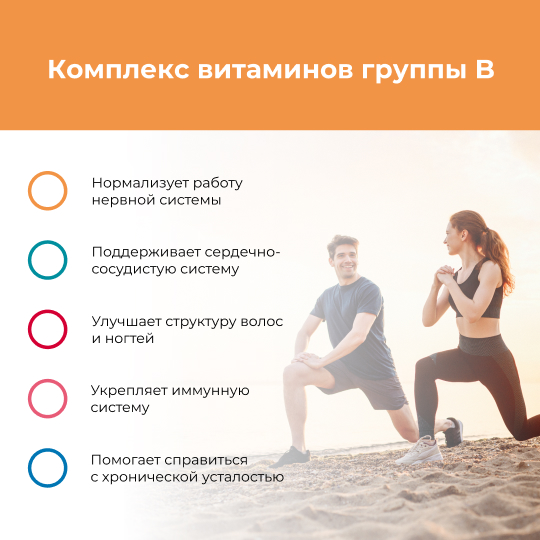 Комплекс витаминов группы В
Нормализует работу
нервной системы
Поддерживает сердечно-
сосудистую систему
Улучшает структуру волос
и ногтей
Укрепляет иммунную
систему
Помогает справиться
с хронической усталостью